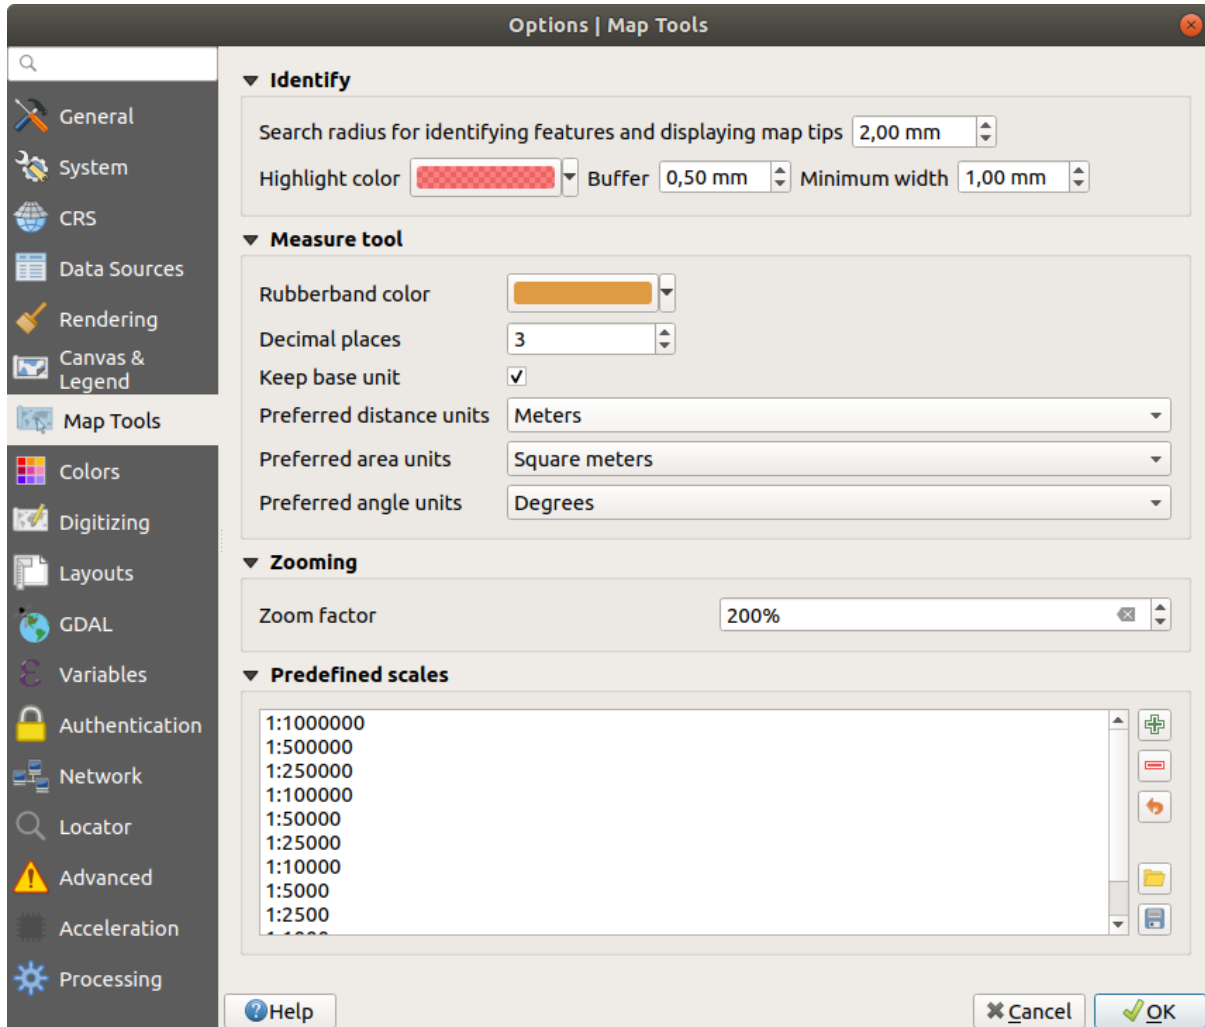 Options | Map Tools
General
System
CRS
Data Sources
Rendering
Canvas &
Legend
Map Tools
Colors
Digitizing
Layouts
GDAL
Variables
Authentication
Network
Locator
Advanced
Acceleration
Processing
Identify
Search radius for identifying features and displaying map tips 2,00 mm
Highlight color Buffer 0,50 mm Minimum width 1,00 mm
Measure tool
Rubberband color
Decimal places 3
Keep base unit
Preferred distance units Meters
Preferred area units Square meters
Preferred angle units Degrees
Zooming
Zoom factor 200%
Predefined scales
1:1000000
1:500000
1:250000
1:100000
1:50000
1:25000
1:10000
1:5000
1:2500
Help Cancel OK